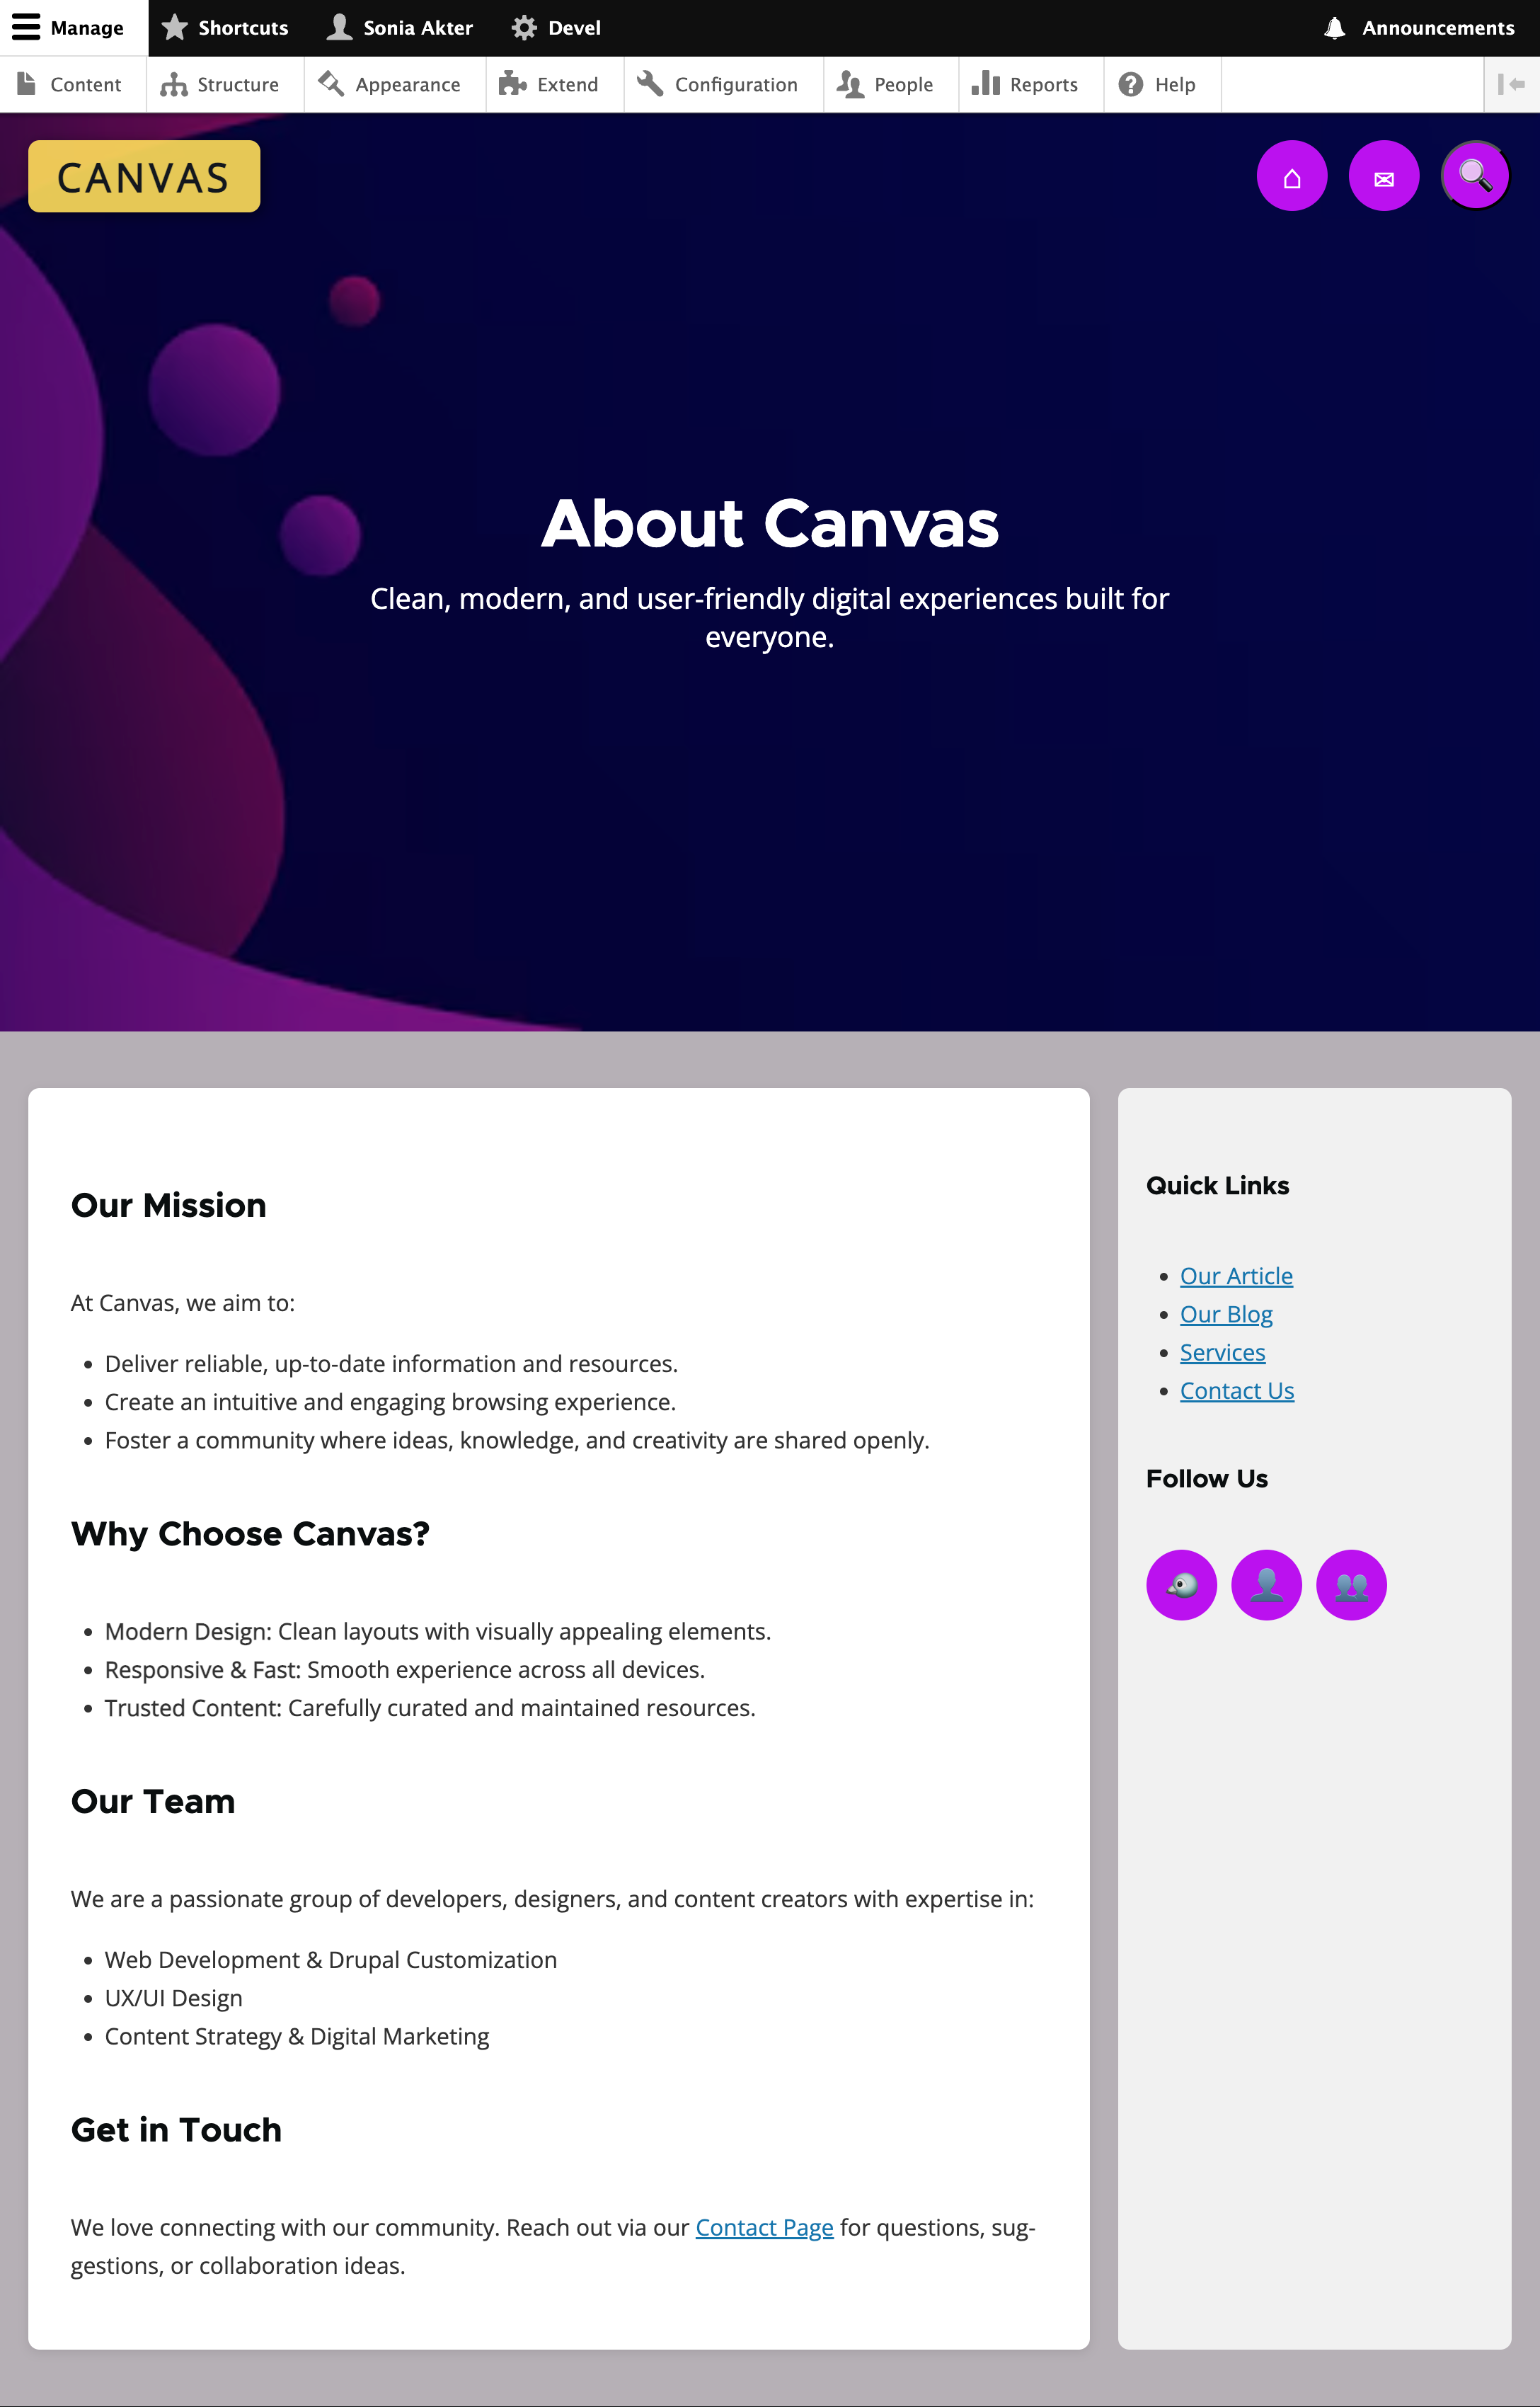 Manage Shortcuts Sonia Akter Devel Announcements
Content Structure Appearance Extend Configuration People Reports Help
CANVAS
About Canvas
Clean, modern, and user-friendly digital experiences built for
everyone.
Our Mission
At Canvas, we aim to:
• Deliver reliable, up-to-date information and resources.
• Create an intuitive and engaging browsing experience.
• Foster a community where ideas, knowledge, and creativity are shared openly.
Why Choose Canvas?
• Modern Design: Clean layouts with visually appealing elements.
• Responsive & Fast: Smooth experience across all devices.
• Trusted Content: Carefully curated and maintained resources.
Our Team
We are a passionate group of developers, designers, and content creators with expertise in:
• Web Development & Drupal Customization
• UX/UI Design
• Content Strategy & Digital Marketing
Get in Touch
We love connecting with our community. Reach out via our Contact Page for questions, sug-
gestions, or collaboration ideas.
Quick Links
• Our Article
• Our Blog
• Services
• Contact Us
Follow Us